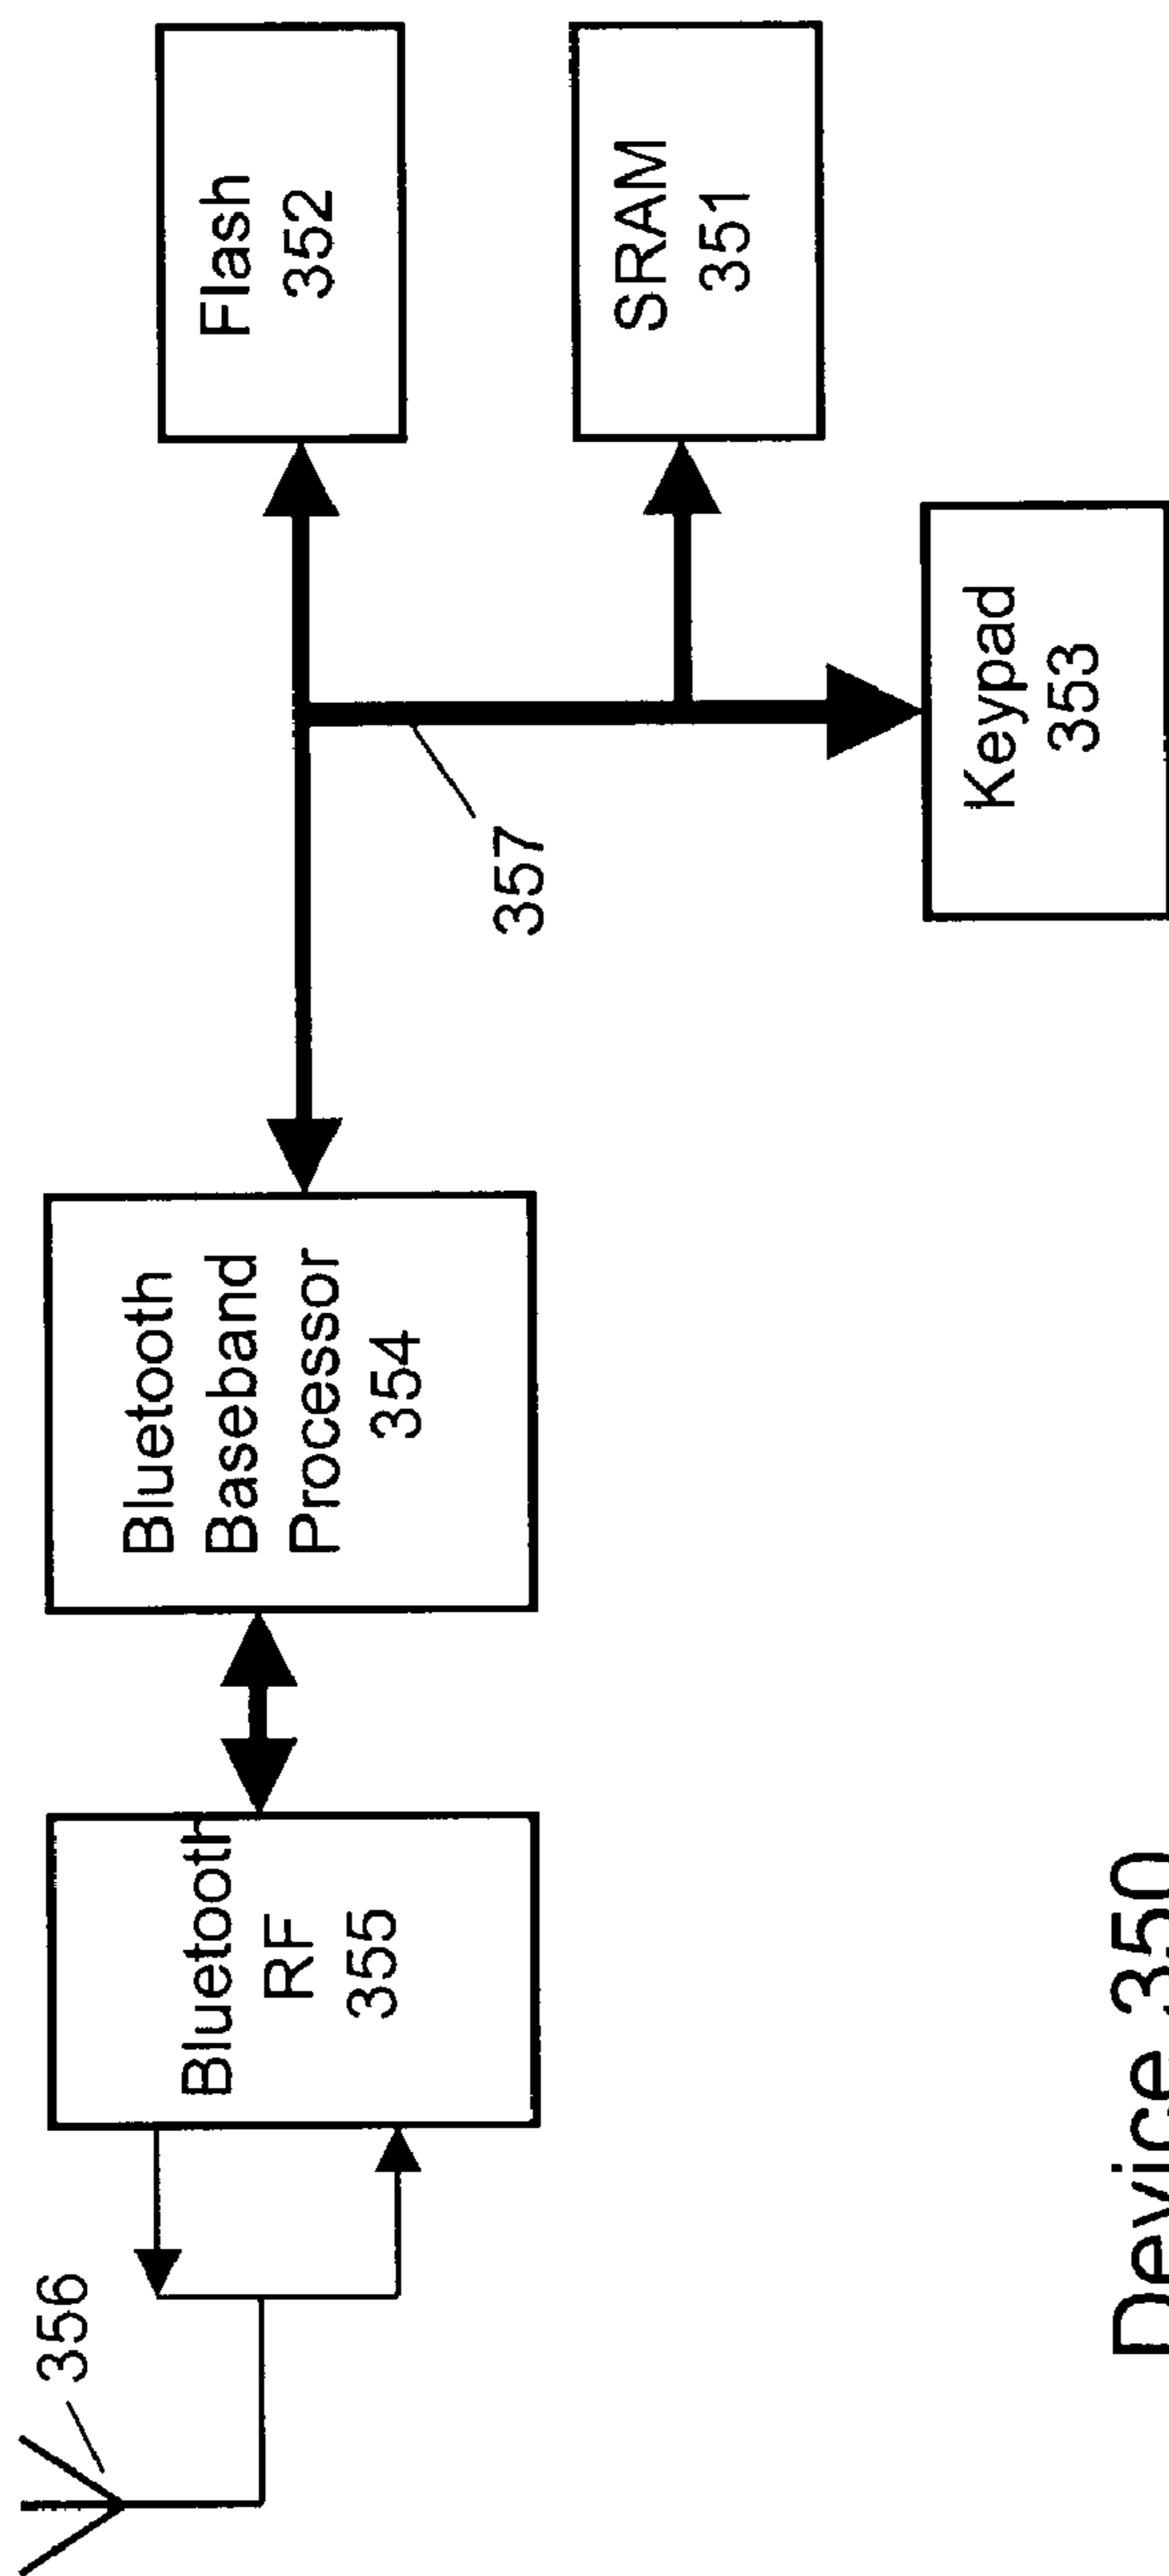 356
Bluetooth
RF
355
Bluetooth
Baseband
Processor
354
357
Flash
352
SRAM
351
Keypad
353
Device 350